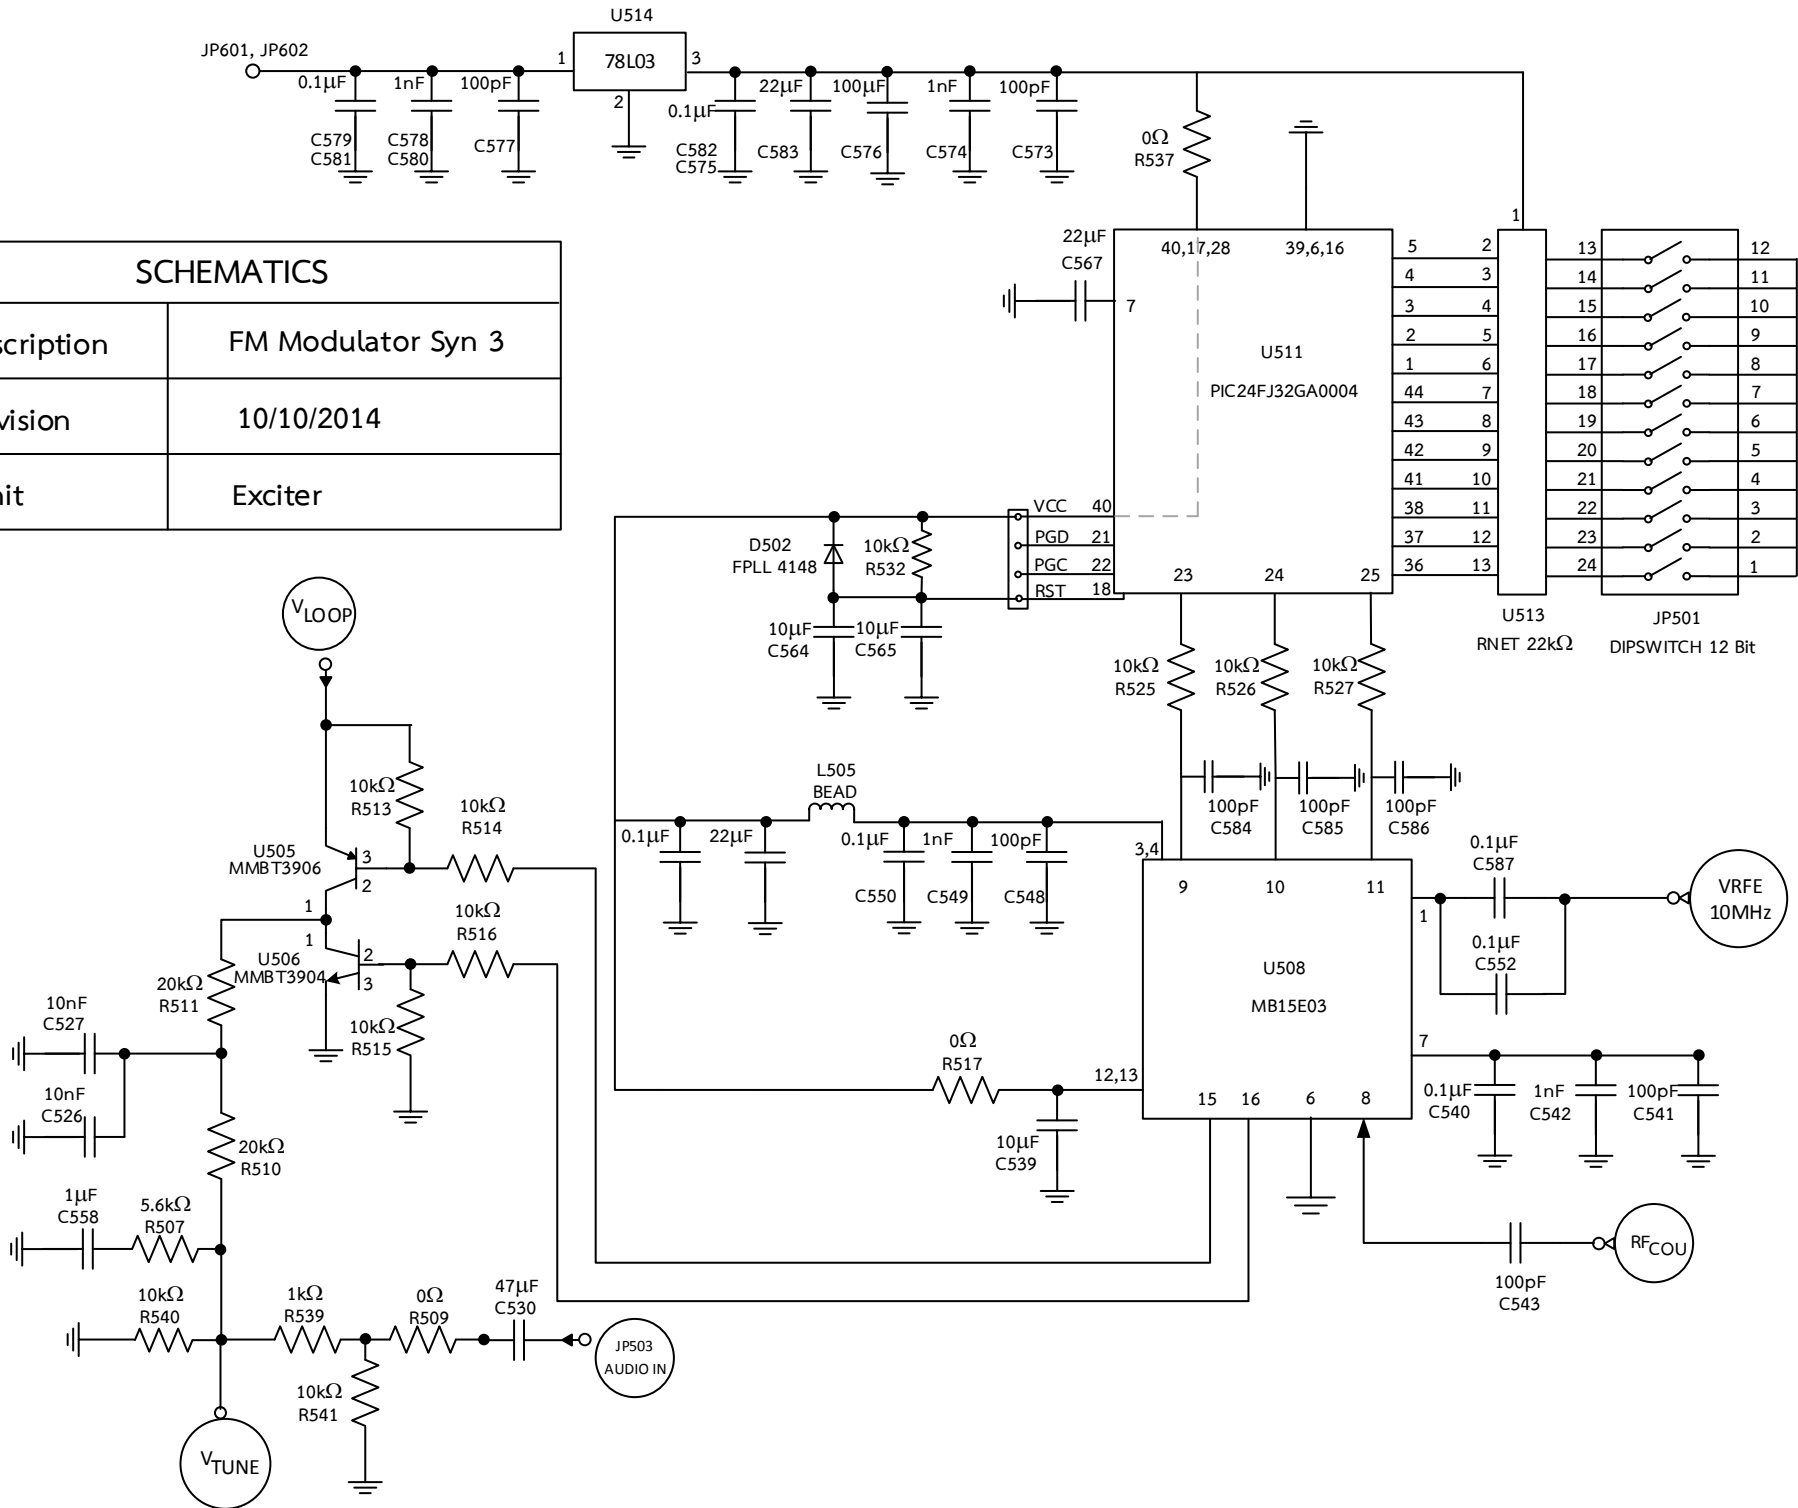 U514
JP601, JP602
1
78L03
3
2
0.1µF
1nF
100pF
C579
C581
C578
C580
C577
0.1µF
22µF
100µF
1nF
100pF
C582
C575
C583
C576
C574
C573
0Ω
R537
SCHEMATICS
scription
FM Modulator Syn 3
vision
10/10/2014
nit
Exciter
22µF
C567
7
40,17,28
39,6,16
U511
PIC24FJ32GA0004
1
5 2 13 12
4 3 14 11
3 4 15 10
2 5 16 9
1 6 17 8
44 7 18 7
43 8 19 6
42 9 20 5
41 10 21 4
38 11 22 3
37 12 23 2
36 13 24 1
U513
RNET 22kΩ
JP501
DIPSWITCH 12 Bit
VCC 40
PGD 21
PGC 22
RST 18
23 24 25
D502
FPLL 4148
10kΩ
R532
10µF
C564
10µF
C565
10kΩ
R525
10kΩ
R526
10kΩ
R527
100pF
C584
100pF
C585
100pF
C586
VLOOP
10kΩ
R513
10kΩ
R514
U505
MMBT3906
3
2
1
10kΩ
R516
1
U506
MMBT3904
2
3
10kΩ
R515
20kΩ
R511
10nF
C527
10nF
C526
20kΩ
R510
1µF
C558
5.6kΩ
R507
10kΩ
R540
1kΩ
R539
0Ω
R509
47µF
C530
JP503
AUDIO IN
10kΩ
R541
VTUNE
L505
BEAD
0.1µF
22µF
0.1µF
1nF
100pF
C550
C549
C548
3,4
9 10 11
U508
MB15E03
1
0.1µF
C587
0.1µF
C552
VRFE
10MHz
7
0.1µF
C540
1nF
C542
100pF
C541
0Ω
R517
12,13
10µF
C539
15 16 6 8
100pF
C543
RFCOU